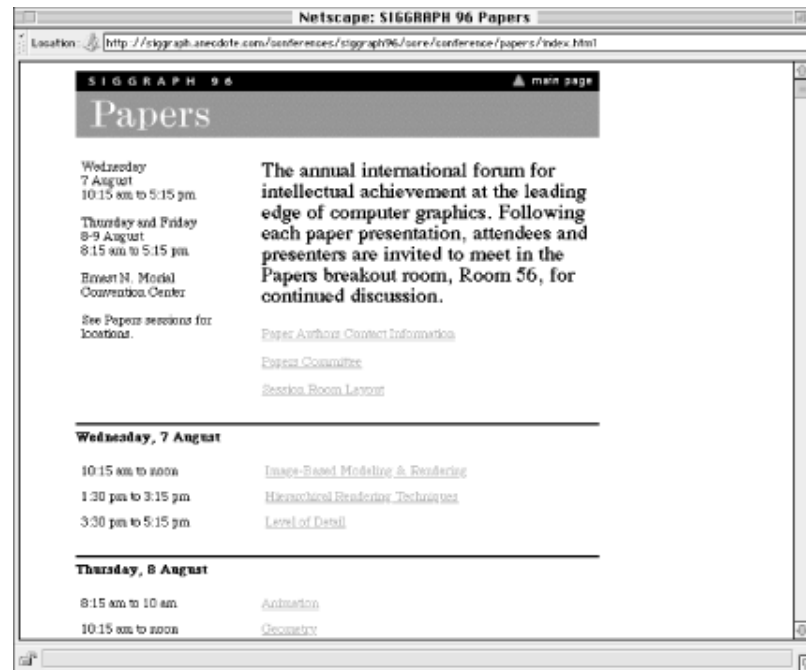 Netscape: SIGGRAPH 96 Papers
Location: http://siggraph.anecdote.com/conferences/siggraph96/core/conference/papers/index.html
SIGGRAPH 96
main page
Papers
Wednesday
7 August
10:15 am to 5:15 pm
Thursday and Friday
8-9 August
8:15 am to 5:15 pm
Ernest N. Morial
Convention Center
See Papers sessions for
locations.
The annual international forum for
intellectual achievement at the leading
edge of computer graphics. Following
each paper presentation, attendees and
presenters are invited to meet in the
Papers breakout room, Room 56, for
continued discussion.
Paper Authors Contact Information
Papers Committee
Session Room Layout
Wednesday, 7 August
10:15 am to noon Image-Based Modeling & Rendering
1:30 pm to 3:15 pm Hierarchical Rendering Techniques
3:30 pm to 5:15 pm Level of Detail
Thursday, 8 August
8:15 am to 10 am Animation
10:15 am to noon Geometry